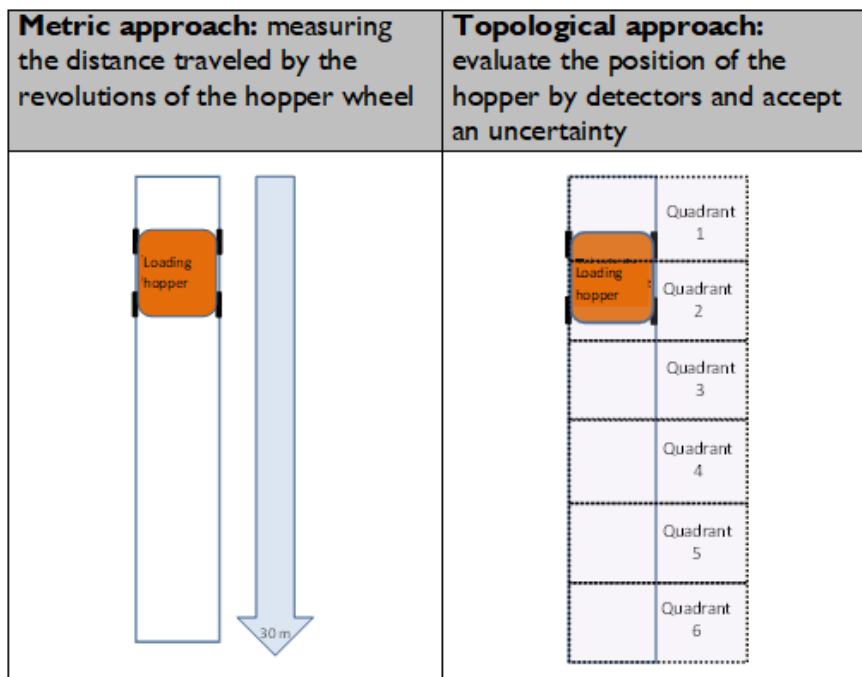 Metric approach: measuring
the distance traveled by the
revolutions of the hopper wheel
Topological approach:
evaluate the position of the
hopper by detectors and accept
an uncertainty
Loading
hopper
30 m
Loading
hopper
Quadrant
1
Quadrant
2
Quadrant
3
Quadrant
4
Quadrant
5
Quadrant
6